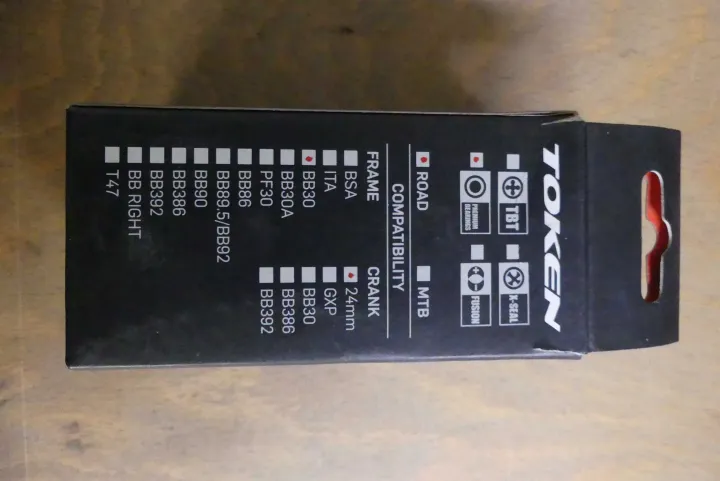 TOKEN
TBT X-SEAL
PREMIUM BEARINGS FUSION
ROAD MTB
COMPATIBILITY
FRAME CRANK
BSA 24mm
ITA GXP
BB30 BB30
BB30A BB386
PF30 BB392
BB86
BB89.5/BB92
BB90
BB386
BB392
BB RIGHT
T47